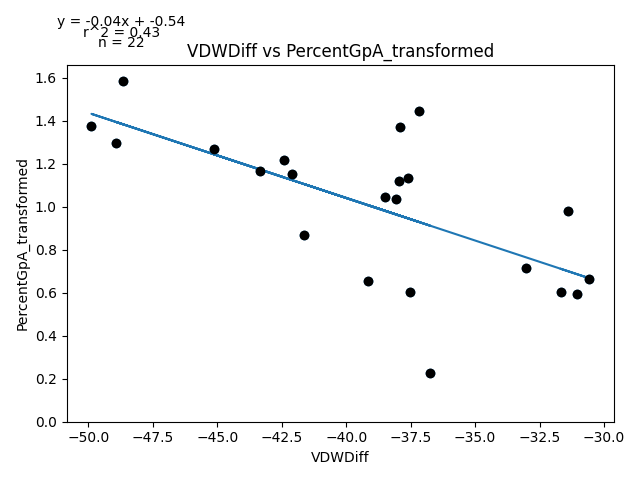 y = -0.04x + -0.54
r^2 = 0.43
n = 22
VDWDiff vs PercentGpA_transformed
PercentGpA_transformed
1.6
1.4
1.2
1.0
0.8
0.6
0.4
0.2
0.0
−50.0 −47.5 −45.0 −42.5 −40.0 −37.5 −35.0 −32.5 −30.0
VDWDiff